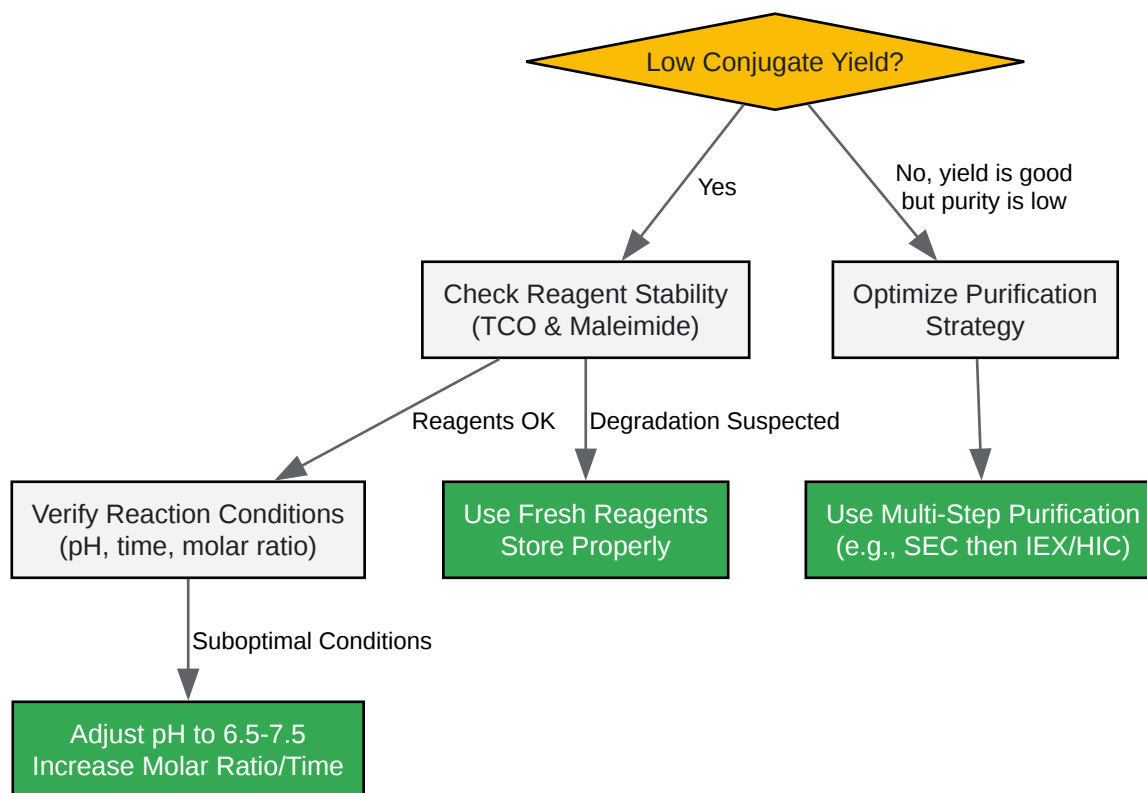 Low Conjugate Yield?
Yes
No, yield is good
but purity is low
Check Reagent Stability
(TCO & Maleimide)
Optimize Purification
Strategy
Reagents OK
Degradation Suspected
Verify Reaction Conditions
(pH, time, molar ratio)
Use Fresh Reagents
Store Properly
Use Multi-Step Purification
(e.g., SEC then IEX/HIC)
Suboptimal Conditions
Adjust pH to 6.5-7.5
Increase Molar Ratio/Time